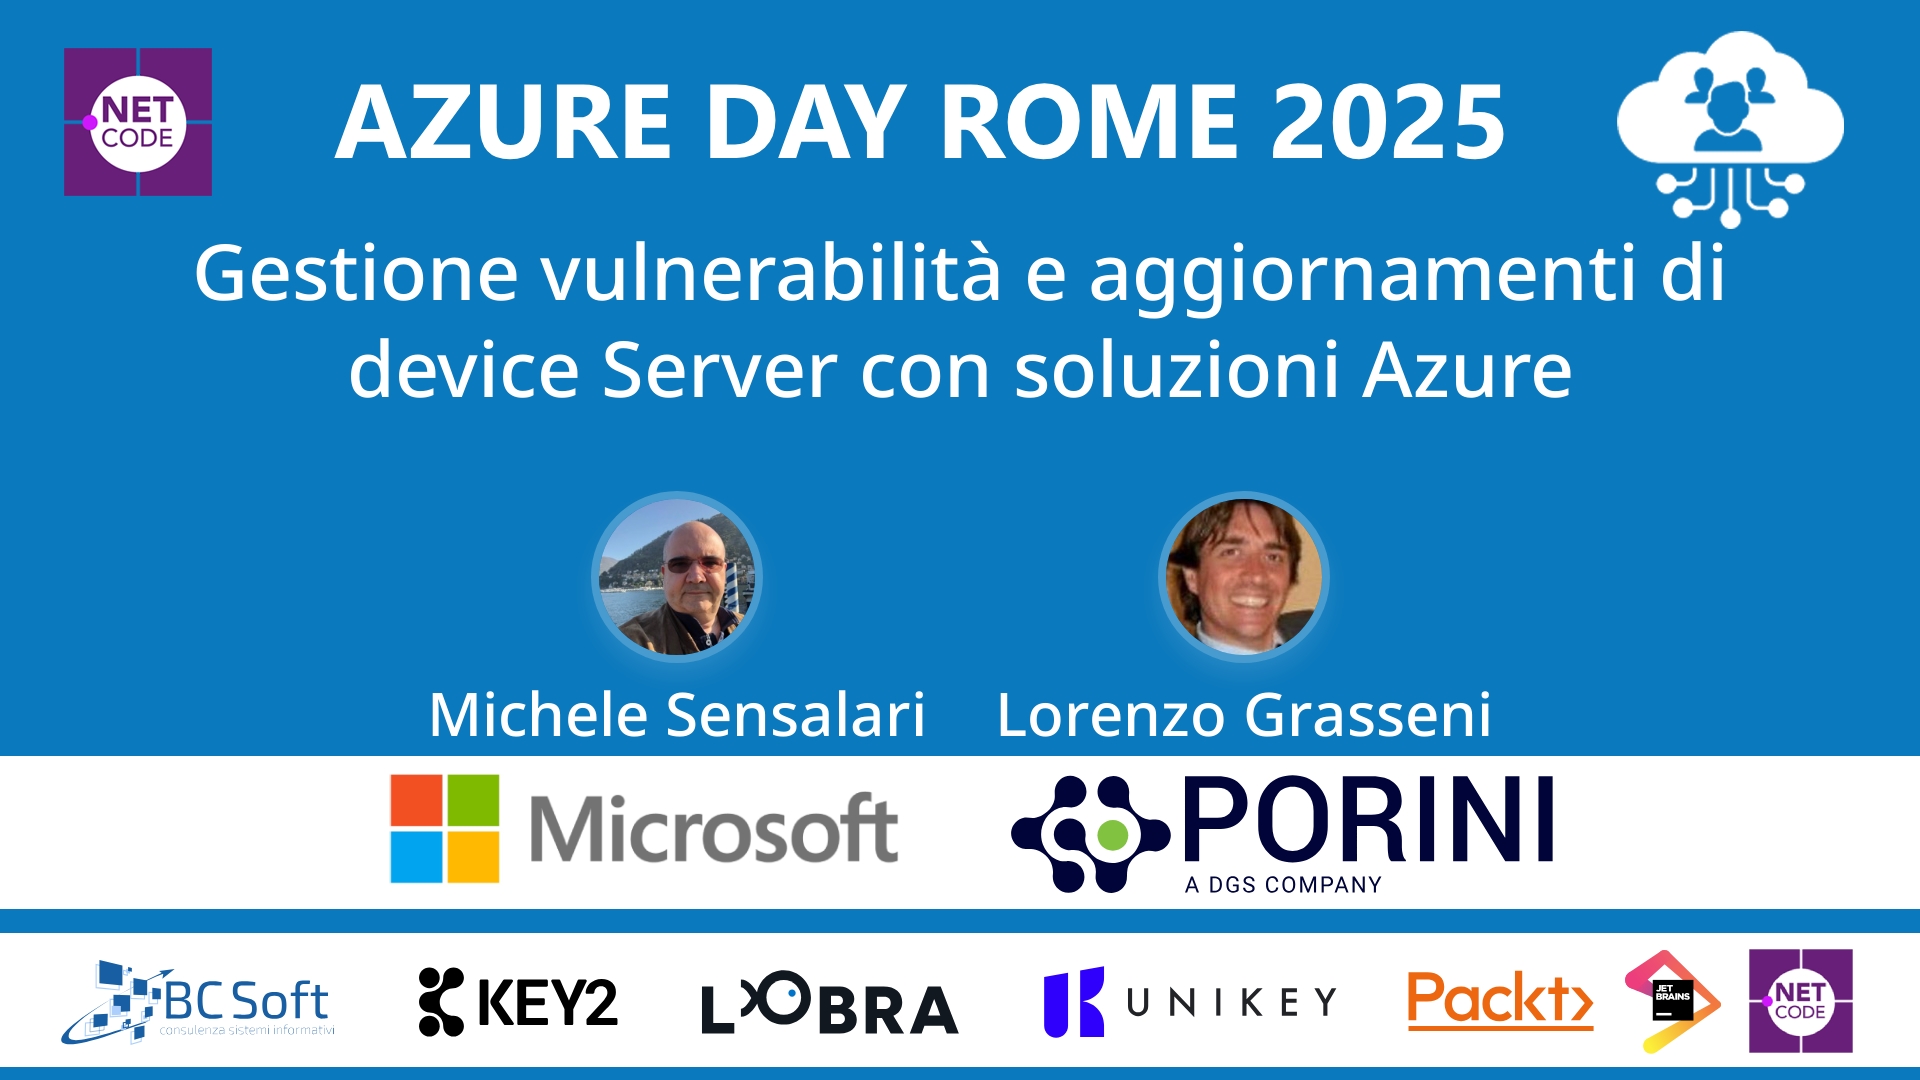 NET
CODE
AZURE DAY ROME 2025
Gestione vulnerabilità e aggiornamenti di
device Server con soluzioni Azure
Michele Sensalari
Lorenzo Grasseni
Microsoft
PORINI
A DGS COMPANY
BC Soft
consulenza sistemi informativi
KEY2
LOBRA
UNIKEY
Packt>
JET
BRAINS
NET
CODE